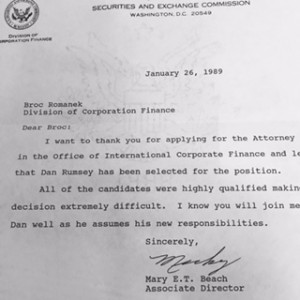 SECURITIES AND EXCHANGE COMMISSION
WASHINGTON, D.C. 20549
DIVISION OF
CORPORATION FINANCE
January 26, 1989
Broc Romanek
Division of Corporation Finance
Dear Broc:
I want to thank you for applying for the Attorney
in the Office of International Corporate Finance and le
that Dan Rumsey has been selected for the position.
All of the candidates were highly qualified making
decision extremely difficult. I know you will join me
Dan well as he assumes his new responsibilities.
Sincerely,
Mary E.T. Beach
Associate Director